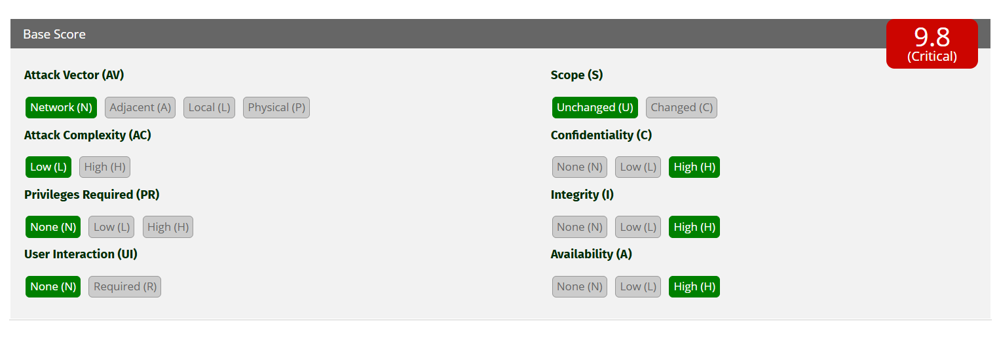 Base Score
9.8
(Critical)
Attack Vector (AV)
Network (N) Adjacent (A) Local (L) Physical (P)
Attack Complexity (AC)
Low (L) High (H)
Privileges Required (PR)
None (N) Low (L) High (H)
User Interaction (UI)
None (N) Required (R)
Scope (S)
Unchanged (U) Changed (C)
Confidentiality (C)
None (N) Low (L) High (H)
Integrity (I)
None (N) Low (L) High (H)
Availability (A)
None (N) Low (L) High (H)